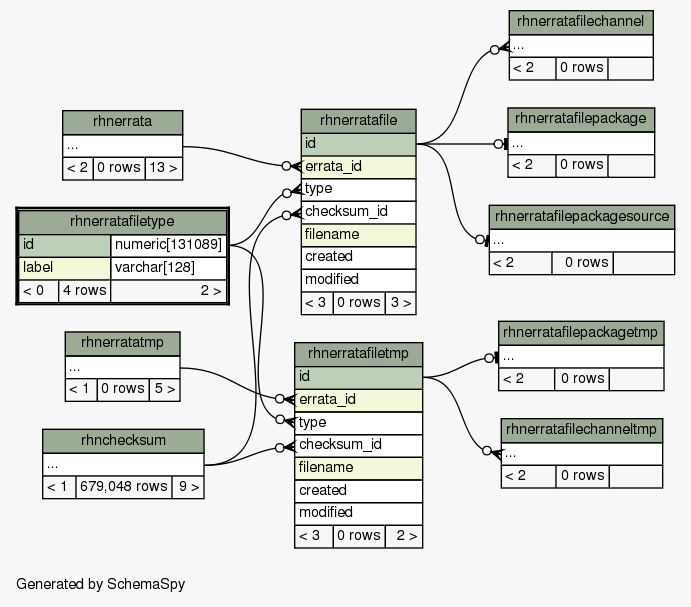 rhnerratafilechannel
...
< 2 0 rows
rhnerrata
...
< 2 0 rows 13 >
rhnerratafile
id
errata_id
type
checksum_id
filename
created
modified
< 3 0 rows 3 >
rhnerratafilepackage
...
< 2 0 rows
rhnerratafiletype
id numeric[131089]
label varchar[128]
< 0 4 rows 2 >
rhnerratafilepackagesource
...
< 2 0 rows
rhnerratatmp
...
< 1 0 rows 5 >
rhnerratafiletmp
id
errata_id
type
checksum_id
filename
created
modified
< 3 0 rows 2 >
rhnerratafilepackagetmp
...
< 2 0 rows
rhnchecksum
...
< 1 679,048 rows 9 >
rhnerratafilechanneltmp
...
< 2 0 rows
Generated by SchemaSpy